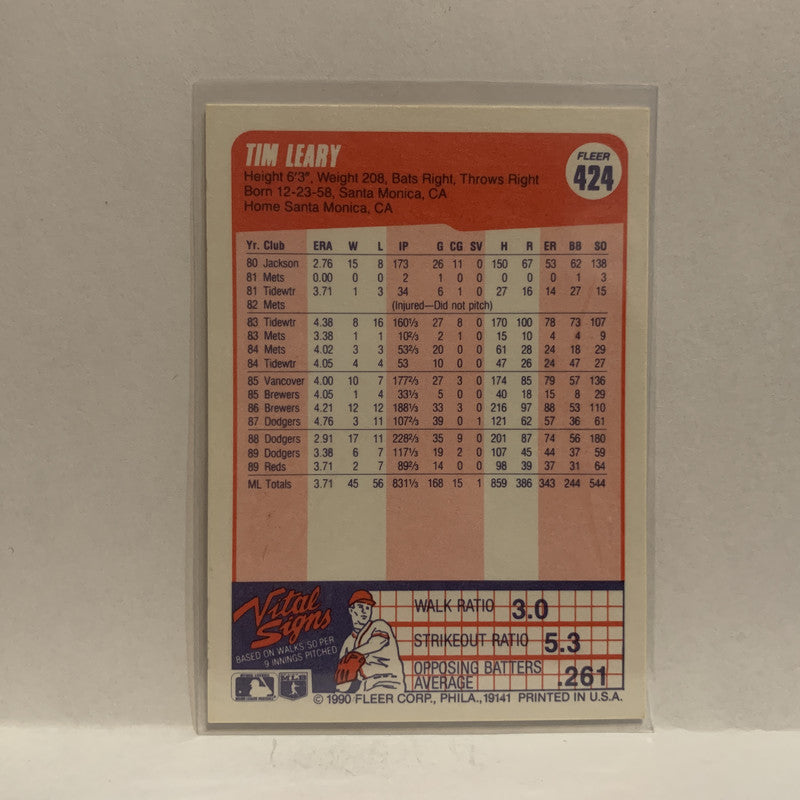 TIM LEARY
Height 6'3", Weight 208, Bats Right, Throws Right
Born 12-23-58, Santa Monica, CA
Home Santa Monica, CA
FLEER
424
Yr. Club ERA W L IP G CG SV H R ER BB SO
80 Jackson 2.76 15 8 173 26 11 0 150 67 53 62 138
81 Mets 0.00 0 0 2 1 0 0 0 0 0 1 3
81 Tidewtr 3.71 1 3 34 6 1 0 27 16 14 27 15
82 Mets (Injured—Did not pitch)
83 Tidewtr 4.38 8 16 160⅓ 27 8 0 170 100 78 73 107
83 Mets 3.38 1 1 10⅔ 2 1 0 15 10 4 4 9
84 Mets 4.02 3 3 53⅔ 20 0 0 61 28 24 18 29
84 Tidewtr 4.05 4 4 53 10 0 0 47 26 24 47 27
85 Vancover 4.00 10 7 177⅔ 27 3 0 174 85 79 57 136
85 Brewers 4.05 1 4 33⅓ 5 0 0 40 18 15 8 29
86 Brewers 4.21 12 12 188⅓ 33 3 0 216 97 88 53 110
87 Dodgers 4.76 3 11 107⅔ 39 0 1 121 62 57 36 61
88 Dodgers 2.91 17 11 228⅔ 35 9 0 201 87 74 56 180
89 Dodgers 3.38 6 7 117⅓ 19 2 0 107 45 44 37 59
89 Reds 3.71 2 7 89⅔ 14 0 0 98 39 37 31 64
ML Totals 3.71 45 56 831⅓ 168 15 1 859 386 343 244 544
Vital
Signs
BASED ON WALKS/SO PER
9 INNINGS PITCHED
WALK RATIO 3.0
STRIKEOUT RATIO 5.3
OPPOSING BATTERS
AVERAGE .261
© 1990 FLEER CORP., PHILA., 19141 PRINTED IN U.S.A.